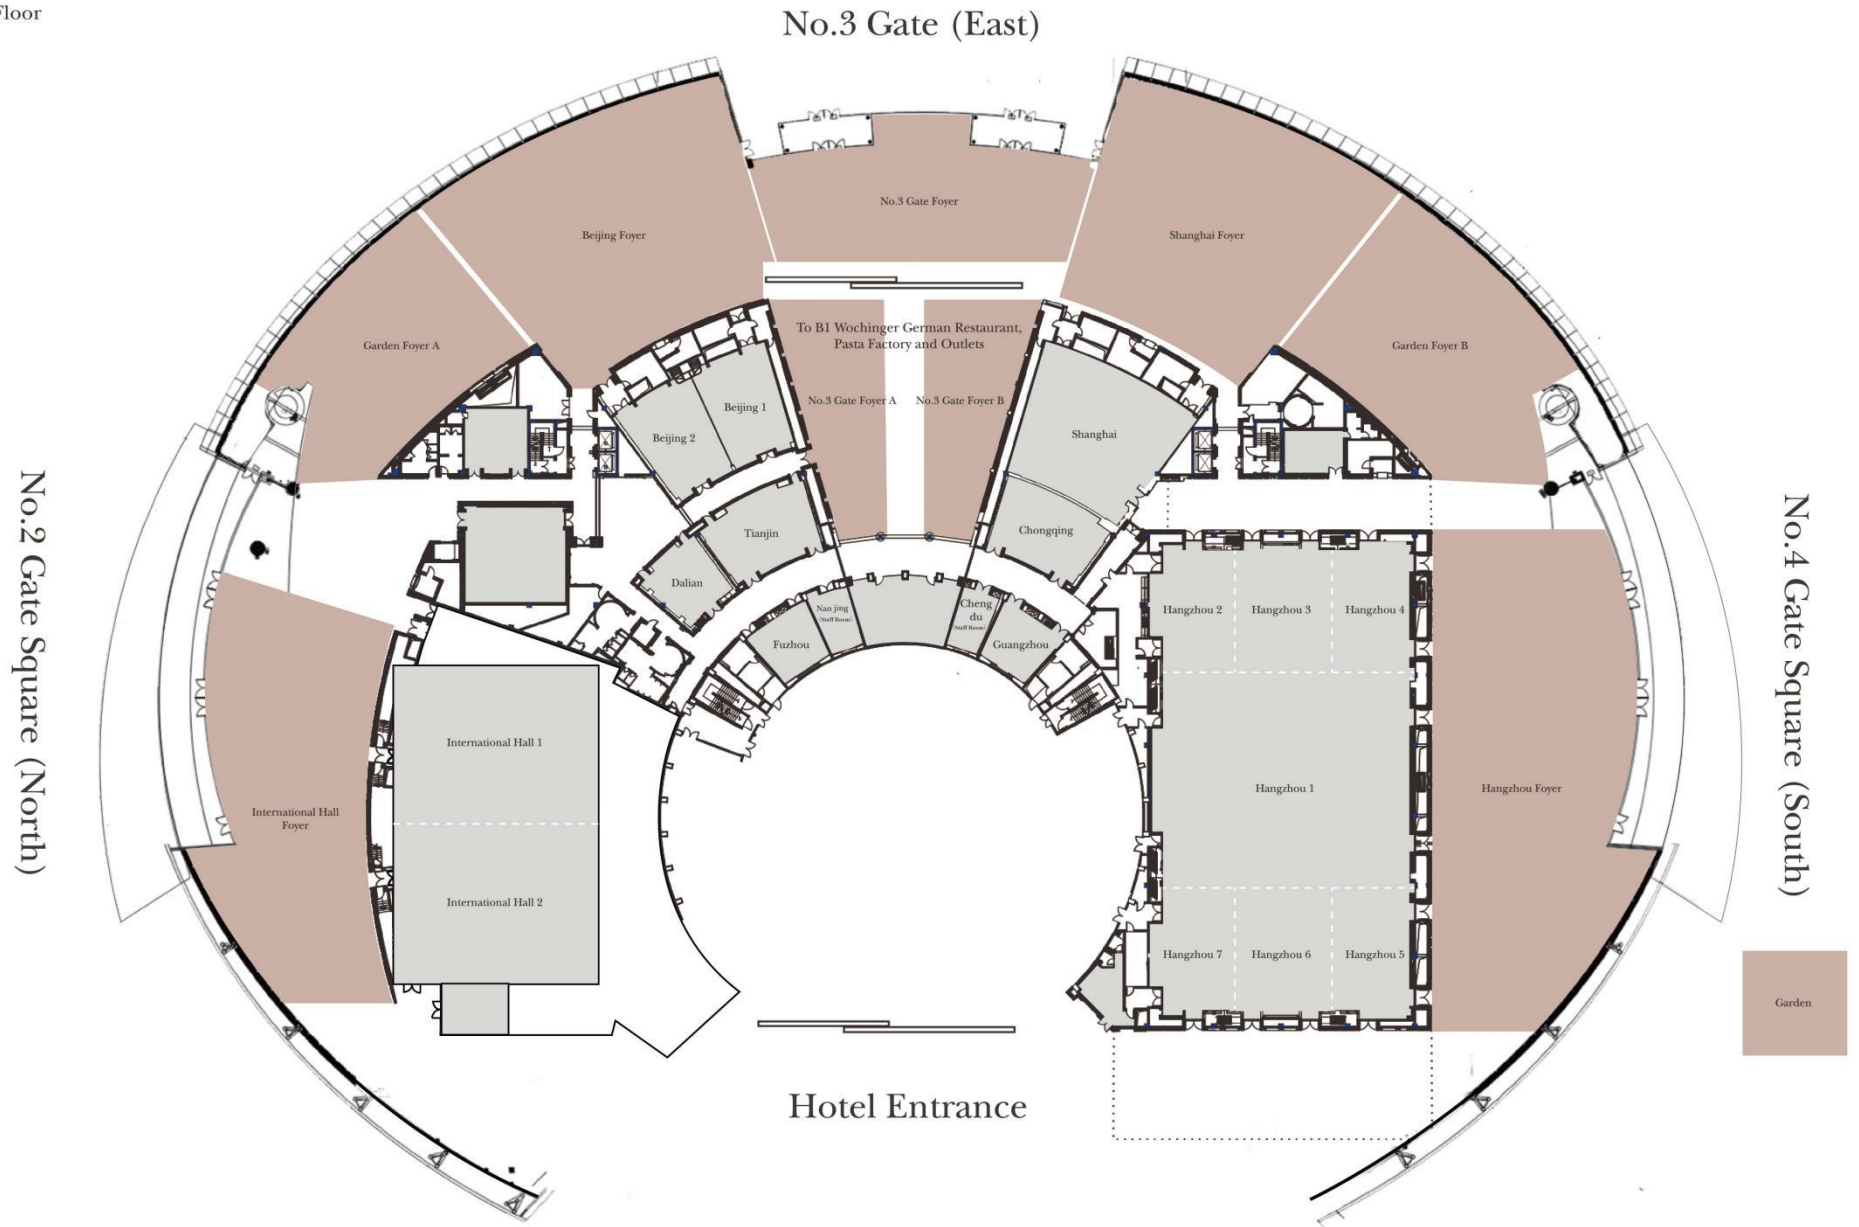 Floor
No.3 Gate (East)
No.3 Gate Foyer
Beijing Foyer
Shanghai Foyer
To B1 Wochinger German Restaurant,
Pasta Factory and Outlets
Garden Foyer A
Garden Foyer B
No.3 Gate Foyer A
No.3 Gate Foyer B
Beijing 1
Beijing 2
Shanghai
Tianjin
Chongqing
Dalian
Nan jing
(Staff Room)
Cheng
du
(Staff Room)
Fuzhou
Guangzhou
Hangzhou 2
Hangzhou 3
Hangzhou 4
No.2 Gate Square (North)
No.4 Gate Square (South)
International Hall 1
Hangzhou 1
Hangzhou Foyer
International Hall
Foyer
International Hall 2
Hangzhou 7
Hangzhou 6
Hangzhou 5
Garden
Hotel Entrance